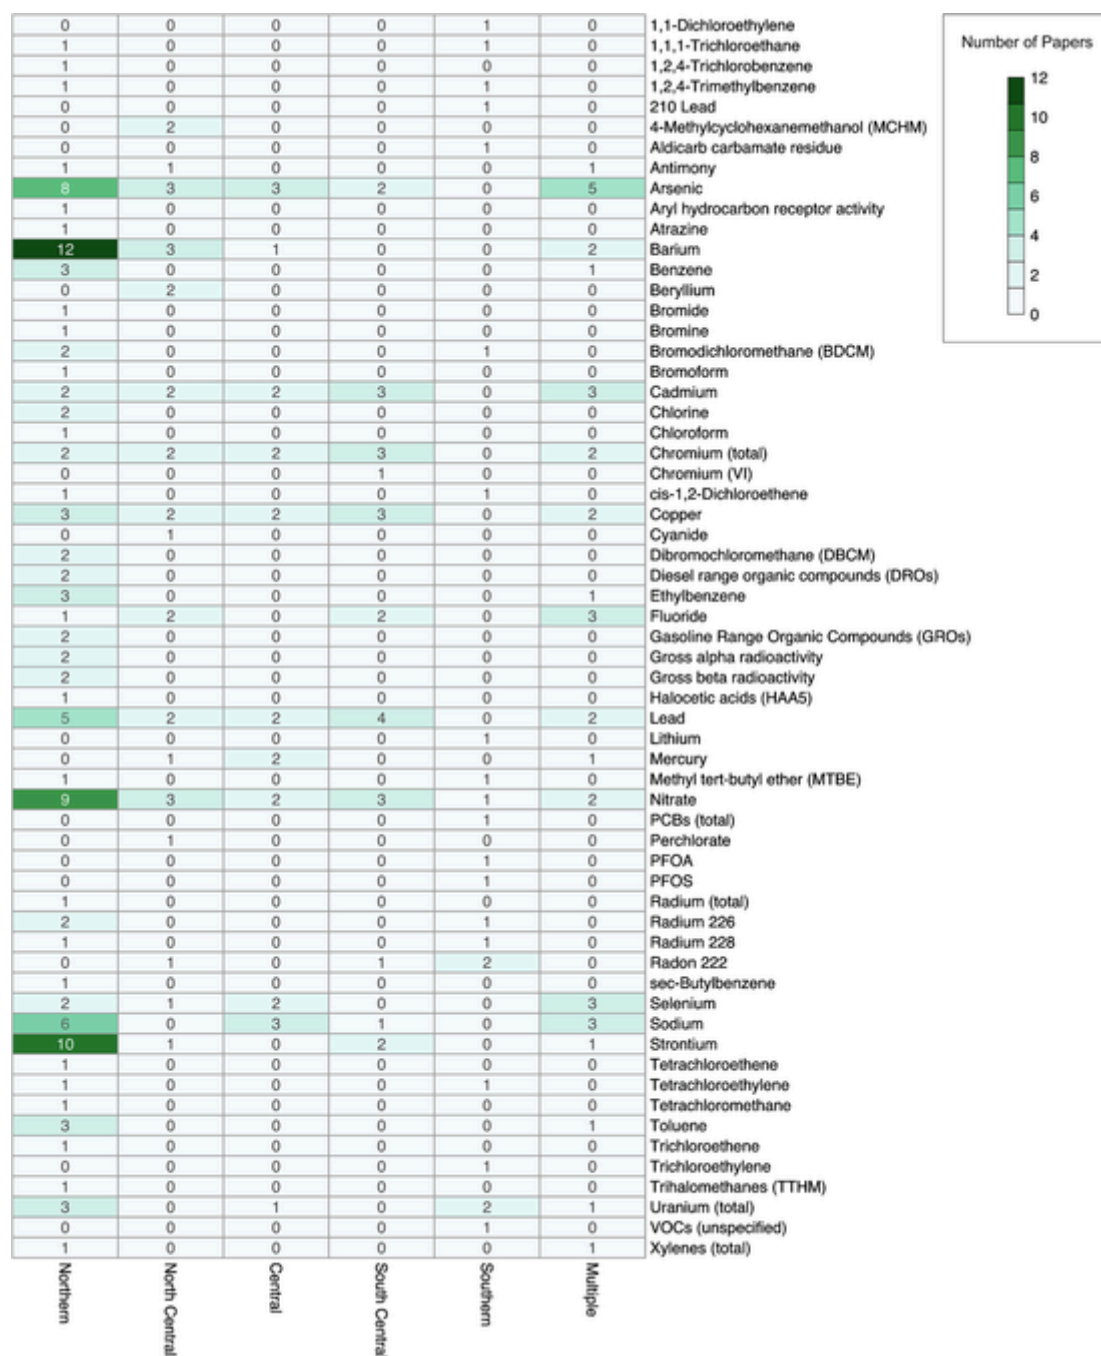 0 0 0 0 1 0 1,1-Dichloroethylene
1 0 0 0 1 0 1,1,1-Trichloroethane
1 0 0 0 0 0 1,2,4-Trichlorobenzene
1 0 0 0 1 0 1,2,4-Trimethylbenzene
0 0 0 0 1 0 210 Lead
0 2 0 0 0 0 4-Methylcyclohexanemethanol (MCHM)
0 0 0 0 1 0 Aldicarb carbamate residue
1 1 0 0 0 1 Antimony
8 3 3 2 0 5 Arsenic
1 0 0 0 0 0 Aryl hydrocarbon receptor activity
1 0 0 0 0 0 Atrazine
12 3 1 0 0 2 Barium
3 0 0 0 0 1 Benzene
0 2 0 0 0 0 Beryllium
1 0 0 0 0 0 Bromide
1 0 0 0 0 0 Bromine
2 0 0 0 1 0 Bromodichloromethane (BDCM)
1 0 0 0 0 0 Bromoform
2 2 2 3 0 3 Cadmium
2 0 0 0 0 0 Chlorine
1 0 0 0 0 0 Chloroform
2 2 2 3 0 2 Chromium (total)
0 0 0 1 0 0 Chromium (VI)
1 0 0 0 1 0 cis-1,2-Dichloroethene
3 2 2 3 0 2 Copper
0 1 0 0 0 0 Cyanide
2 0 0 0 0 0 Dibromochloromethane (DBCM)
2 0 0 0 0 0 Diesel range organic compounds (DROs)
3 0 0 0 0 1 Ethylbenzene
1 2 0 2 0 3 Fluoride
2 0 0 0 0 0 Gasoline Range Organic Compounds (GROs)
2 0 0 0 0 0 Gross alpha radioactivity
2 0 0 0 0 0 Gross beta radioactivity
1 0 0 0 0 0 Halocetic acids (HAA5)
5 2 2 4 0 2 Lead
0 0 0 0 1 0 Lithium
0 1 2 0 0 1 Mercury
1 0 0 0 1 0 Methyl tert-butyl ether (MTBE)
9 3 2 3 1 2 Nitrate
0 0 0 0 1 0 PCBs (total)
0 1 0 0 0 0 Perchlorate
0 0 0 0 1 0 PFOA
0 0 0 0 1 0 PFOS
1 0 0 0 0 0 Radium (total)
2 0 0 0 1 0 Radium 226
1 0 0 0 1 0 Radium 228
0 1 0 1 2 0 Radon 222
1 0 0 0 0 0 sec-Butylbenzene
2 1 2 0 0 3 Selenium
6 0 3 1 0 3 Sodium
10 1 0 2 0 1 Strontium
1 0 0 0 0 0 Tetrachloroethene
1 0 0 0 1 0 Tetrachloroethylene
1 0 0 0 0 0 Tetrachloromethane
3 0 0 0 0 1 Toluene
1 0 0 0 0 0 Trichloroethene
0 0 0 0 1 0 Trichloroethylene
1 0 0 0 0 0 Trihalomethanes (TTHM)
3 0 1 0 2 1 Uranium (total)
0 0 0 0 1 0 VOCs (unspecified)
1 0 0 0 0 1 Xylenes (total)
Northern
North Central
Central
South Central
Southern
Multiple
Number of Papers
12
10
8
6
4
2
0